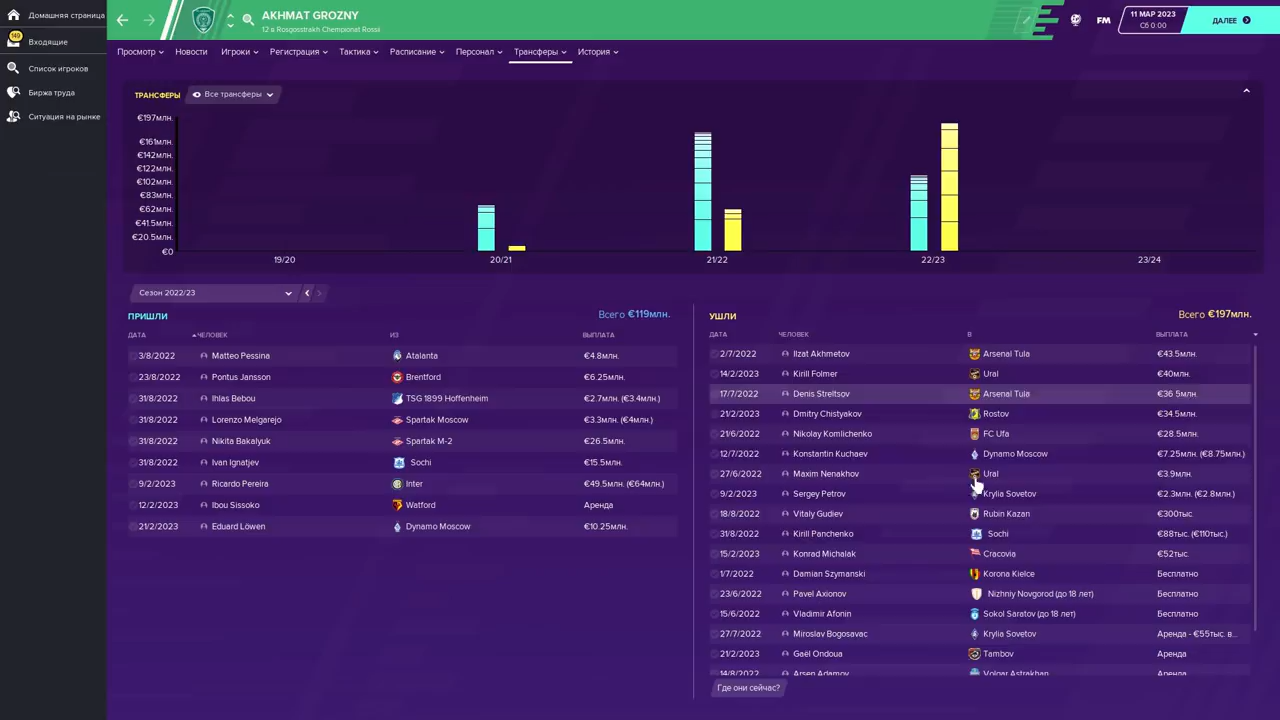 Домашняя страница
149
Входящие
Список игроков
Биржа труда
Ситуация на рынке
AKHMAT GROZNY
12 в Rosgosstrakh Chempionat Rossii
FM
11 МАР 2023
Сб 0:00
ДАЛЕЕ
Просмотр Новости Игроки Регистрация Тактика Расписание Персонал Трансферы История
ТРАНСФЕРЫ Все трансферы
€197млн.
€161млн.
€142млн.
€122млн.
€102млн.
€83млн.
€62млн.
€41.5млн.
€20.5млн.
€0
19/20 20/21 21/22 22/23 23/24
Сезон 2022/23
ПРИШЛИ Всего €119млн.
ДАТА ЧЕЛОВЕК ИЗ ВЫПЛАТА
3/8/2022 Matteo Pessina Atalanta €4.8млн.
23/8/2022 Pontus Jansson Brentford €6.25млн.
31/8/2022 Ihlas Bebou TSG 1899 Hoffenheim €2.7млн. (€3.4млн.)
31/8/2022 Lorenzo Melgarejo Spartak Moscow €3.3млн. (€4млн.)
31/8/2022 Nikita Bakalyuk Spartak M-2 €26.5млн.
31/8/2022 Ivan Ignatjev Sochi €15.5млн.
9/2/2023 Ricardo Pereira Inter €49.5млн. (€64млн.)
12/2/2023 Ibou Sissoko Watford Аренда
21/2/2023 Eduard Löwen Dynamo Moscow €10.25млн.
УШЛИ Всего €197млн.
ДАТА ЧЕЛОВЕК В ВЫПЛАТА
2/7/2022 Ilzat Akhmetov Arsenal Tula €43.5млн.
14/2/2023 Kirill Folmer Ural €40млн.
17/7/2022 Denis Streltsov Arsenal Tula €36.5млн.
21/2/2023 Dmitry Chistyakov Rostov €34.5млн.
21/6/2022 Nikolay Komlichenko FC Ufa €28.5млн.
12/7/2022 Konstantin Kuchaev Dynamo Moscow €7.25млн. (€8.75млн.)
27/6/2022 Maxim Nenakhov Ural €3.9млн.
9/2/2023 Sergey Petrov Krylia Sovetov €2.3млн. (€2.8млн.)
18/8/2022 Vitaly Gudiev Rubin Kazan €300тыс.
31/8/2022 Kirill Panchenko Sochi €88тыс. (€110тыс.)
15/2/2023 Konrad Michalak Cracovia €52тыс.
1/7/2022 Damian Szymanski Korona Kielce Бесплатно
23/6/2022 Pavel Axionov Nizhniy Novgorod (до 18 лет) Бесплатно
15/6/2022 Vladimir Afonin Sokol Saratov (до 18 лет) Бесплатно
27/7/2022 Miroslav Bogosavac Krylia Sovetov Аренда - €55тыс. в...
21/2/2023 Gaël Ondoua Tambov Аренда
14/8/2022 Arsen Adamov Volgar Astrakhan Аренда
Где они сейчас?